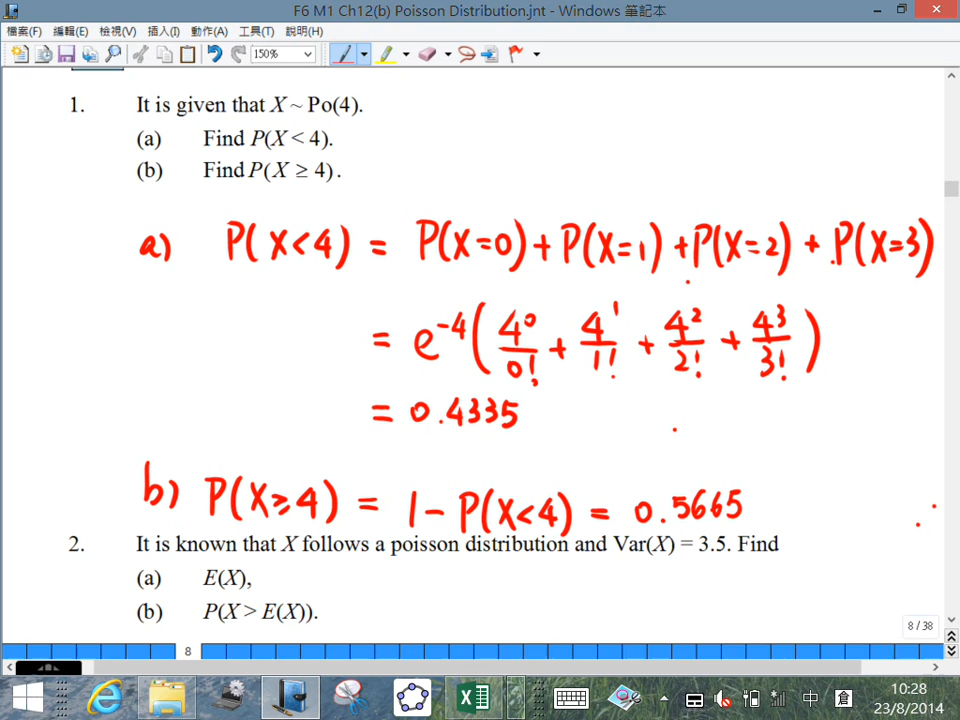 F6 M1 Ch12(b) Poisson Distribution.jnt - Windows 筆記本
檔案(F) 編輯(E) 檢視(V) 插入(I) 動作(A) 工具(T) 說明(H)
150%
1. It is given that X ~ Po(4).
(a) Find P(X < 4).
(b) Find P(X ≥ 4).
a) P(X<4) = P(X=0) + P(X=1) + P(X=2) + P(X=3)
= e^-4 (4^0/0! + 4^1/1! + 4^2/2! + 4^3/3!)
= 0.4335
b) P(X≥4) = 1 - P(X<4) = 0.5665
2. It is known that X follows a poisson distribution and Var(X) = 3.5. Find
(a) E(X),
(b) P(X > E(X)).
8 / 38
8
中 倉 10:28
23/8/2014